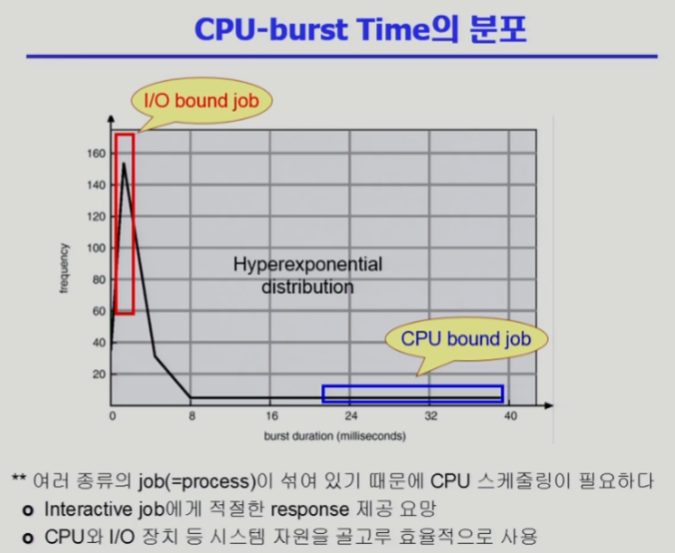 CPU-burst Time의 분포
I/O bound job
160
140
120
100
80
60
40
20
frequency
Hyperexponential
distribution
CPU bound job
0 8 16 24 32 40
burst duration (milliseconds)
** 여러 종류의 job(=process)이 섞여 있기 때문에 CPU 스케줄링이 필요하다
o Interactive job에게 적절한 response 제공 요망
o CPU와 I/O 장치 등 시스템 자원을 골고루 효율적으로 사용